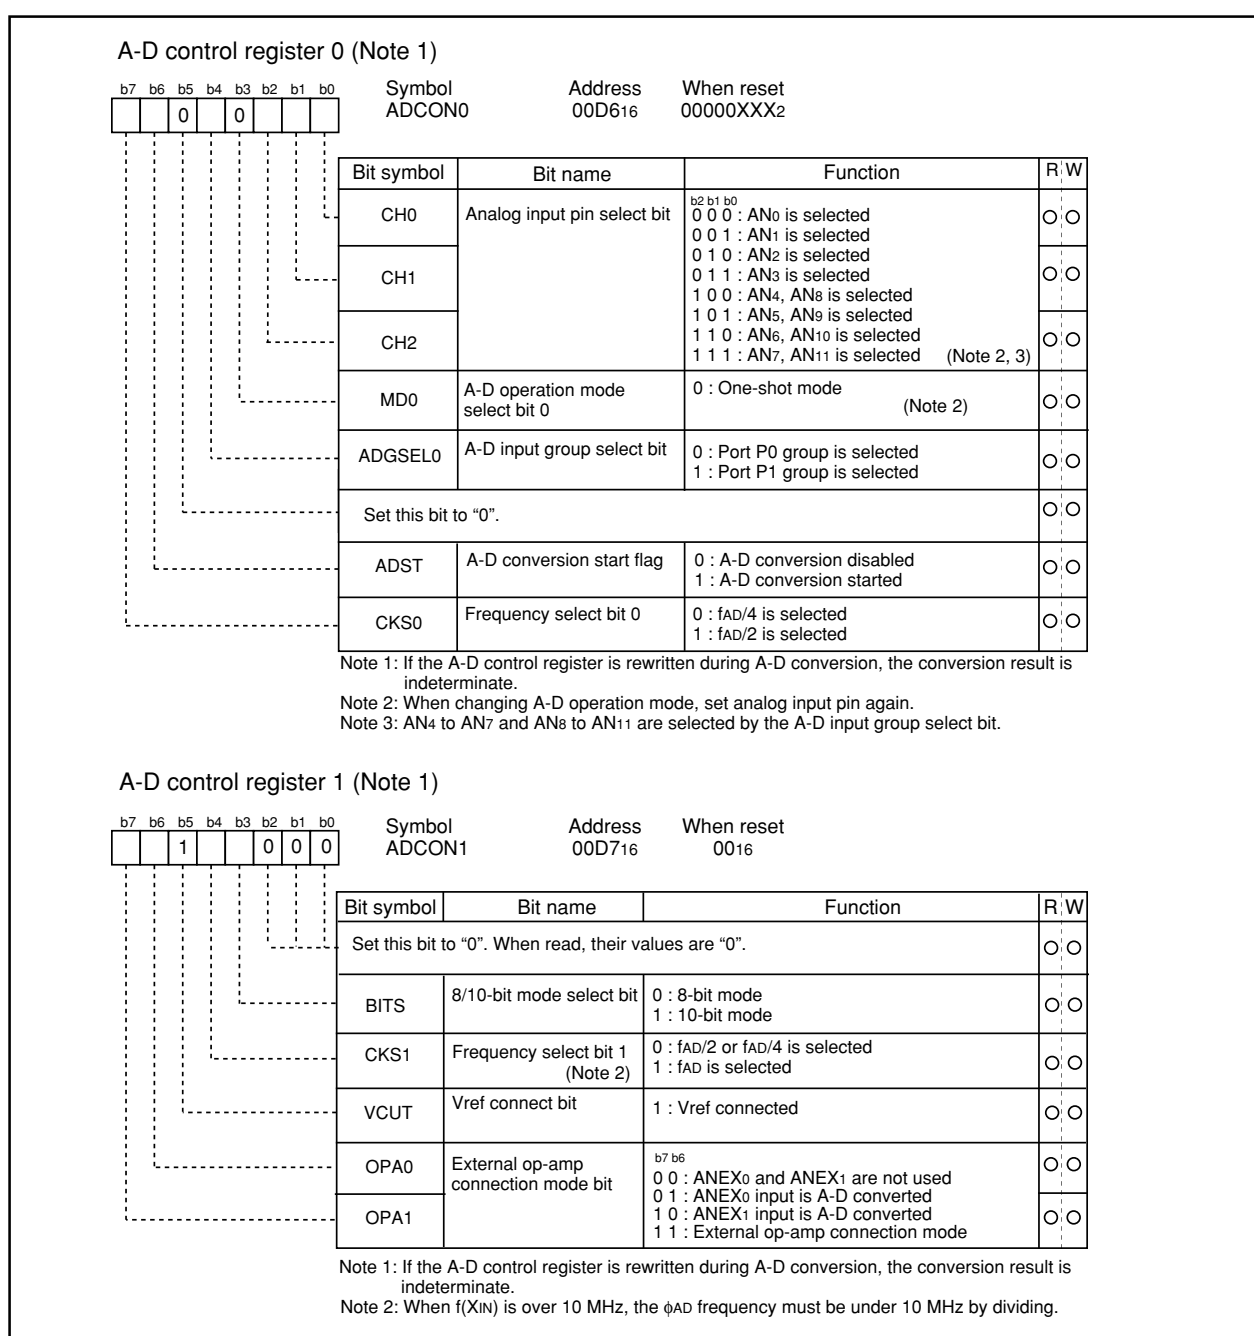 A-D control register 0 (Note 1)
b7 b6 b5 b4 b3 b2 b1 b0
0 0
Symbol Address When reset
ADCON0 00D616 00000XXX2
Bit symbol Bit name Function R W
CH0 Analog input pin select bit
b2 b1 b0
0 0 0 : AN0 is selected
0 0 1 : AN1 is selected
0 1 0 : AN2 is selected
CH1
0 1 1 : AN3 is selected
1 0 0 : AN4, AN8 is selected
1 0 1 : AN5, AN9 is selected
CH2
1 1 0 : AN6, AN10 is selected
1 1 1 : AN7, AN11 is selected (Note 2, 3)
MD0
A-D operation mode
select bit 0
0 : One-shot mode
(Note 2)
ADGSEL0
A-D input group select bit
0 : Port P0 group is selected
1 : Port P1 group is selected
Set this bit to “0”.
ADST
A-D conversion start flag
0 : A-D conversion disabled
1 : A-D conversion started
CKS0
Frequency select bit 0
0 : fAD/4 is selected
1 : fAD/2 is selected
Note 1: If the A-D control register is rewritten during A-D conversion, the conversion result is
indeterminate.
Note 2: When changing A-D operation mode, set analog input pin again.
Note 3: AN4 to AN7 and AN8 to AN11 are selected by the A-D input group select bit.
A-D control register 1 (Note 1)
b7 b6 b5 b4 b3 b2 b1 b0
1 0 0 0
Symbol Address When reset
ADCON1 00D716 0016
Bit symbol Bit name Function R W
Set this bit to “0”. When read, their values are “0”.
BITS
8/10-bit mode select bit
0 : 8-bit mode
1 : 10-bit mode
CKS1
Frequency select bit 1
(Note 2)
0 : fAD/2 or fAD/4 is selected
1 : fAD is selected
VCUT
Vref connect bit
1 : Vref connected
OPA0
External op-amp
connection mode bit
b7 b6
0 0 : ANEX0 and ANEX1 are not used
0 1 : ANEX0 input is A-D converted
1 0 : ANEX1 input is A-D converted
1 1 : External op-amp connection mode
OPA1
Note 1: If the A-D control register is rewritten during A-D conversion, the conversion result is
indeterminate.
Note 2: When f(XIN) is over 10 MHz, the ϕAD frequency must be under 10 MHz by dividing.